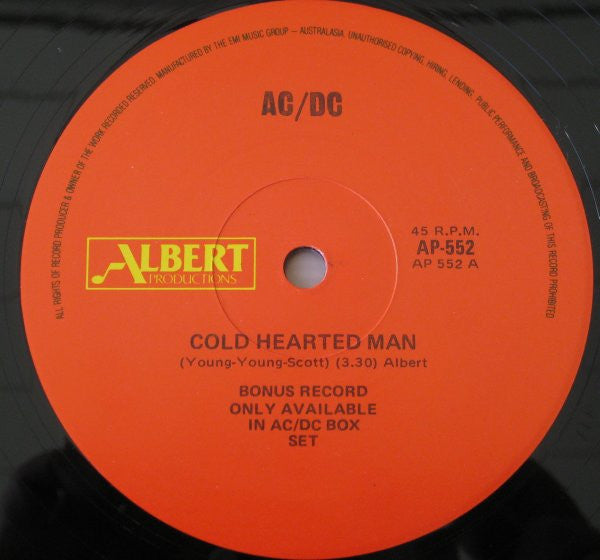 ALL RIGHTS OF RECORD PRODUCER & OWNER OF THE WORK RECORDED RESERVED. MANUFACTURED BY THE EMI MUSIC GROUP – AUSTRALASIA. UNAUTHORISED COPYING, HIRING, LENDING, PUBLIC PERFORMANCE AND BROADCASTING OF THIS RECORD PROHIBITED
AC/DC
45 R.P.M.
AP-552
AP 552 A
ALBERT
PRODUCTIONS
COLD HEARTED MAN
(Young-Young-Scott) (3.30) Albert
BONUS RECORD
ONLY AVAILABLE
IN AC/DC BOX
SET